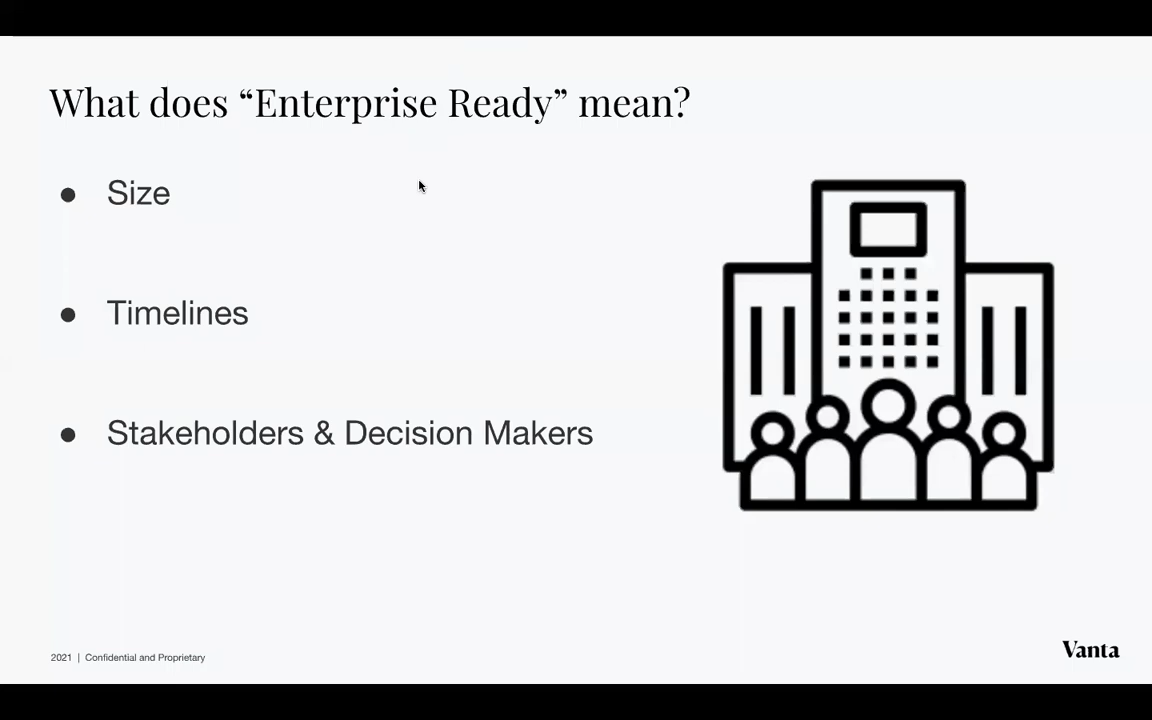 What does “Enterprise Ready” mean?
● Size
● Timelines
● Stakeholders & Decision Makers
2021 | Confidential and Proprietary
Vanta